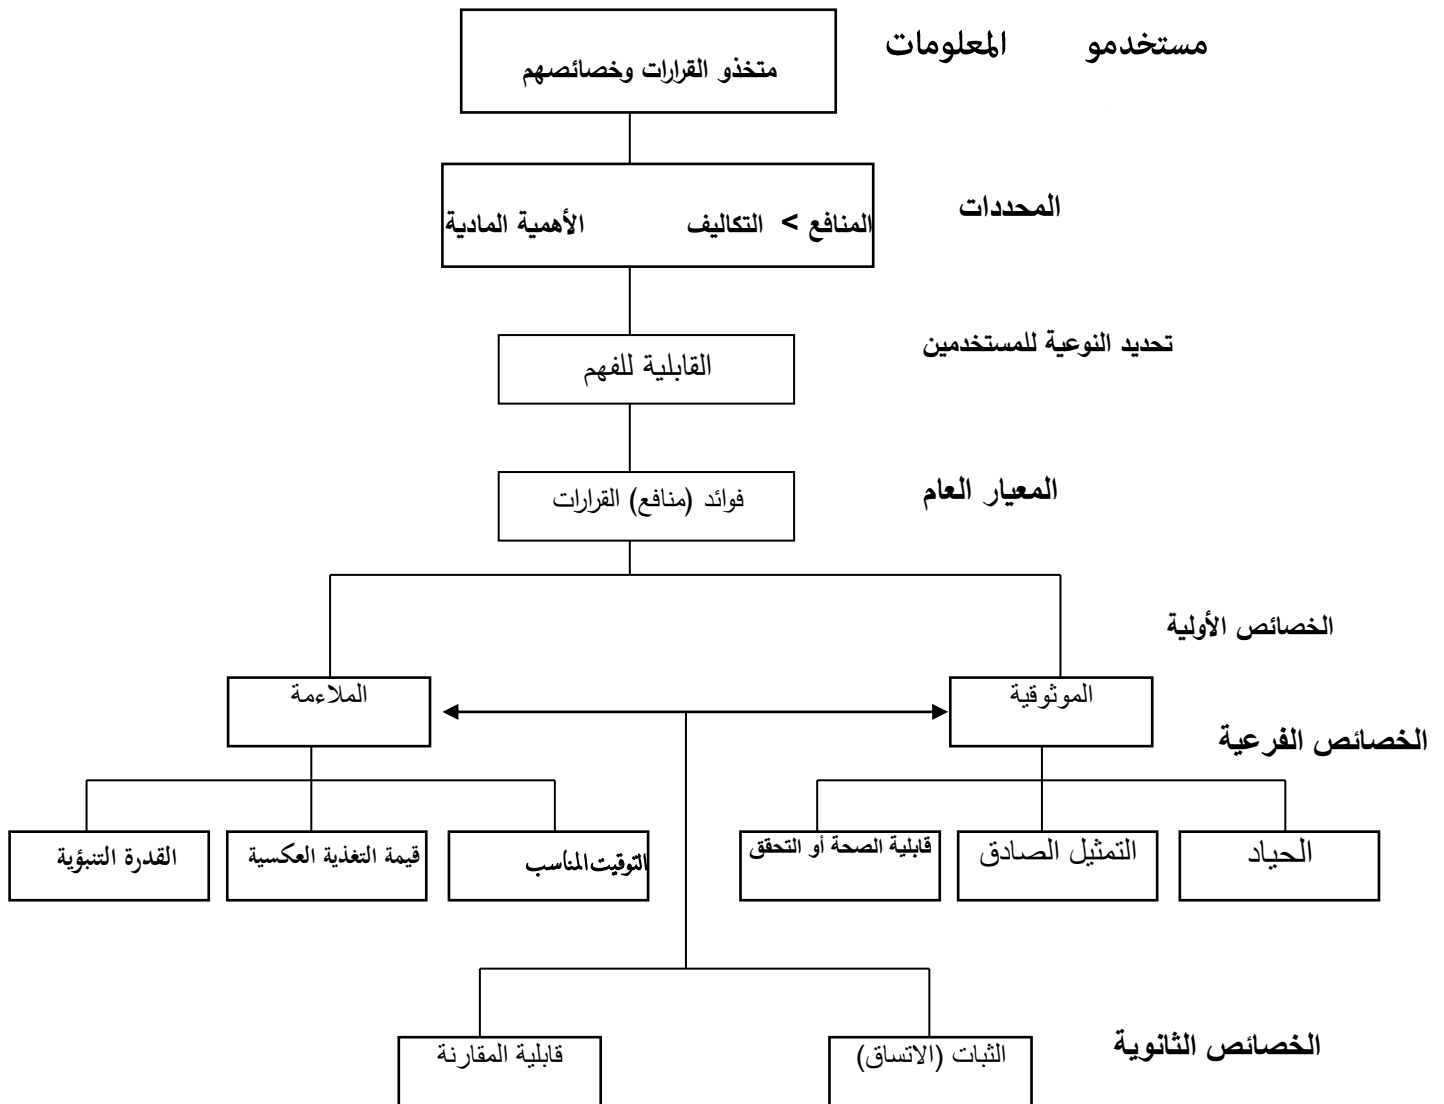 مستخدمو المعلومات
متخذو القرارات وخصائصهم
المحددات
المنافع > التكاليف الأهمية المادية
تحديد النوعية للمستخدمين
القابلية للفهم
المعيار العام
فوائد (منافع) القرارات
الخصائص الأولية
الموثوقية
الملاءمة
الخصائص الفرعية
الحياد
التمثيل الصادق
قابلية الصحة أو التحقق
التوقيت المناسب
قيمة التغذية العكسية
القدرة التنبؤية
الخصائص الثانوية
الثبات (الاتساق)
قابلية المقارنة